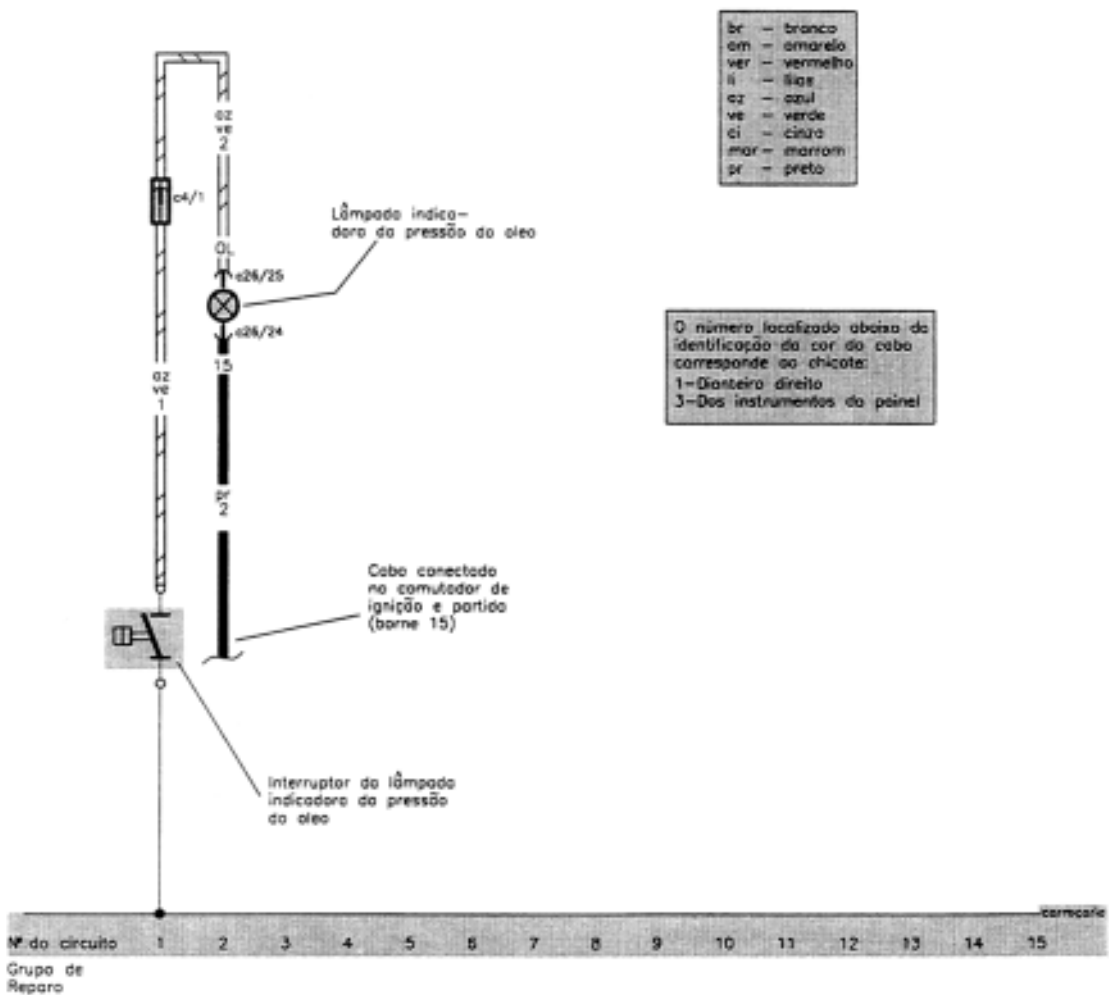 br - branco
am - amarelo
ver - vermelho
li - lilas
az - azul
ve - verde
ci - cinza
mar - marrom
pr - preto
az
ve
2
c4/1
Lâmpada indica-
dora da pressão do oleo
OL
c26/25
c26/24
15
O número localizado abaixo da
identificação da cor do cabo
corresponde ao chicote:
1-Dianteiro direito
3-Dos instrumentos do painel
az
ve
1
pr
2
Cabo conectado
no comutador de
ignição e partida
(borne 15)
Interruptor da lâmpada
indicadora da pressão
do oleo
carroçaria
Nº do circuito 1 2 3 4 5 6 7 8 9 10 11 12 13 14 15
Grupo de
Reparo